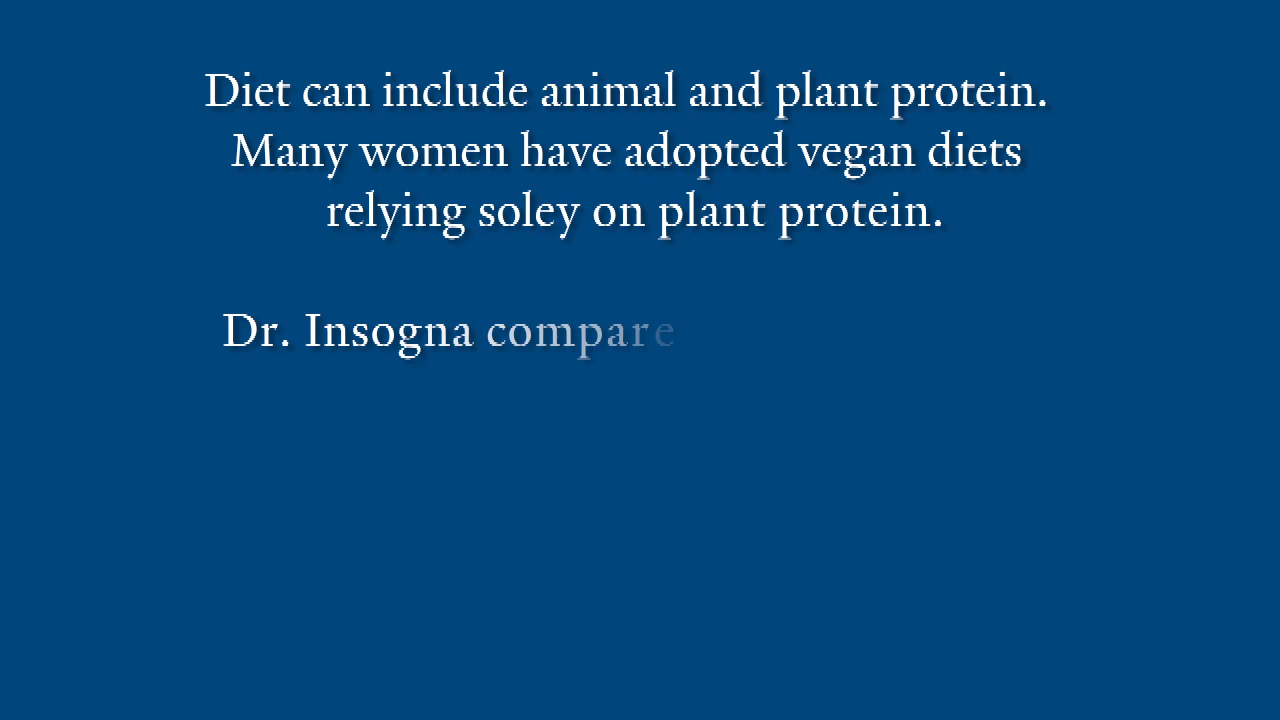 Diet can include animal and plant protein.
Many women have adopted vegan diets
relying soley on plant protein.
Dr. Insogna compare